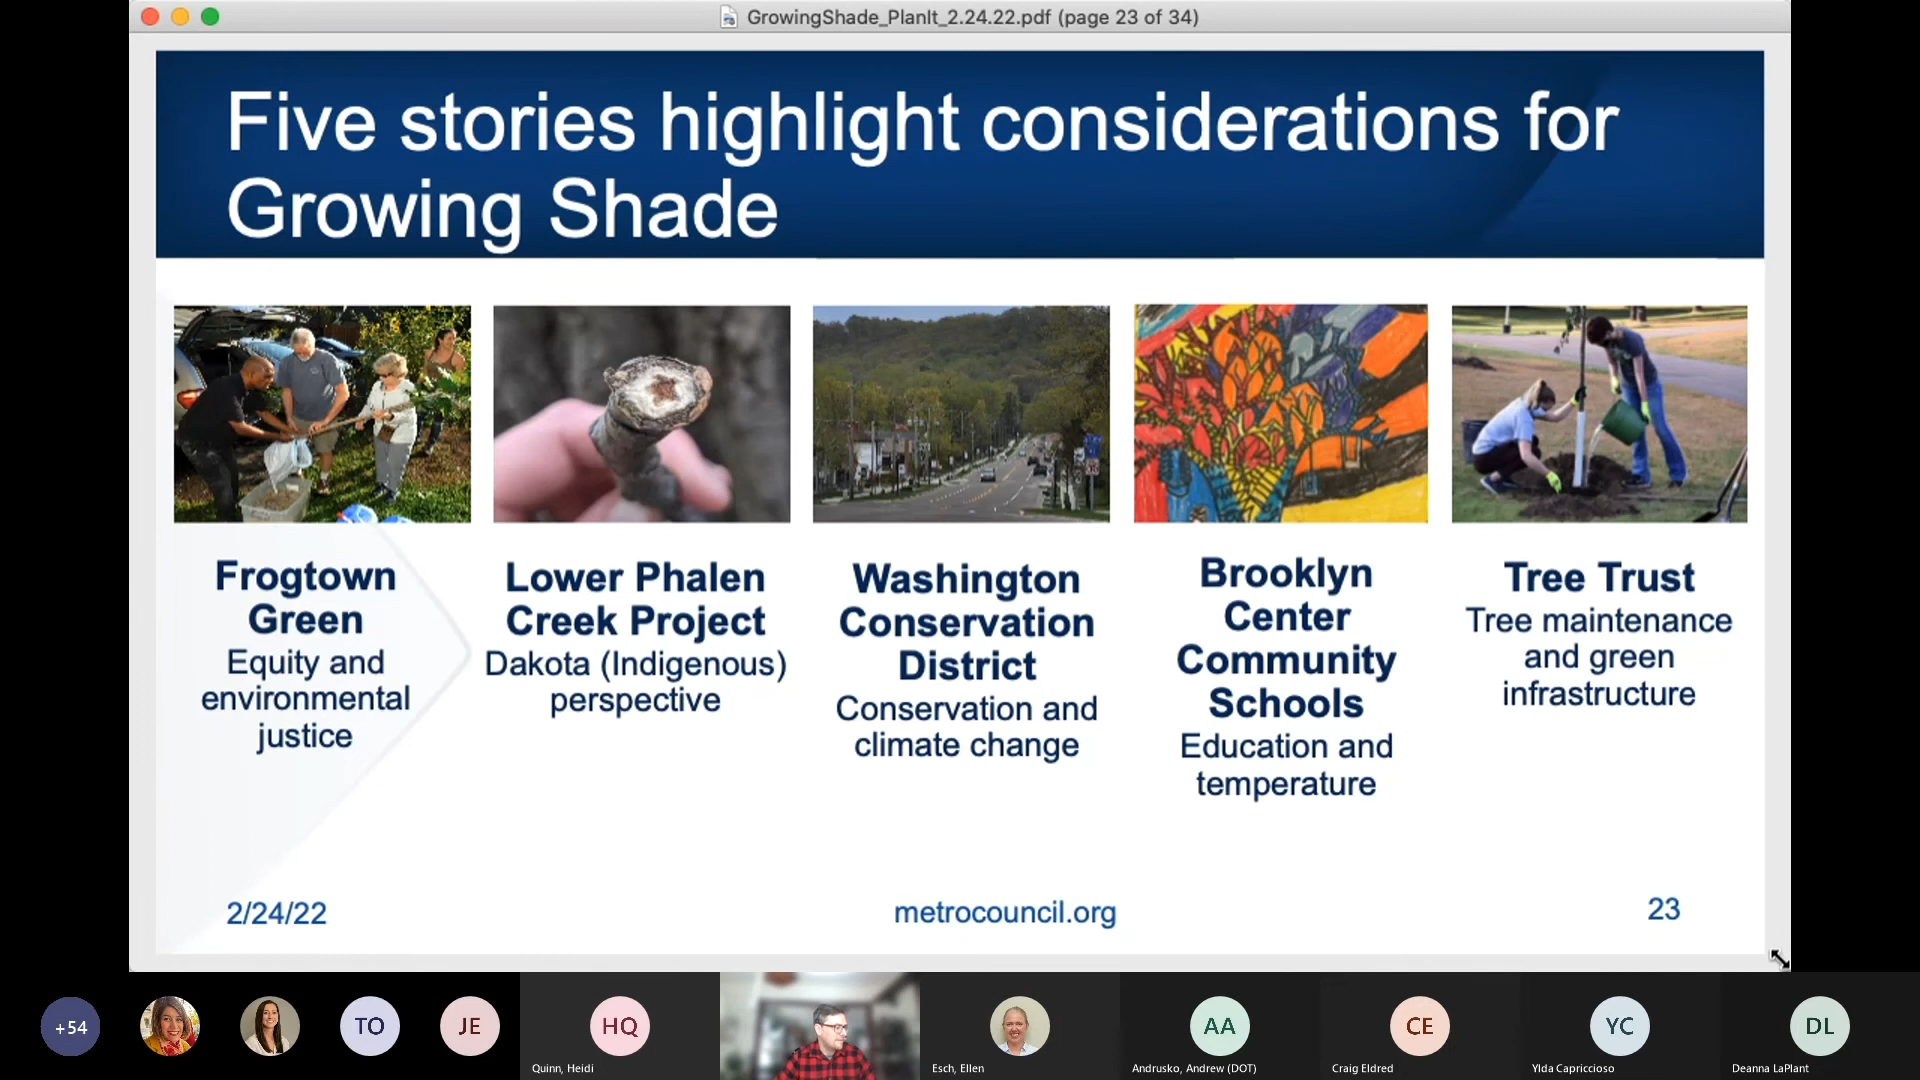 GrowingShade_PlanIt_2.24.22.pdf (page 23 of 34)
Five stories highlight considerations for
Growing Shade
Frogtown
Green
Equity and
environmental
justice
Lower Phalen
Creek Project
Dakota (Indigenous)
perspective
Washington
Conservation
District
Conservation and
climate change
Brooklyn
Center
Community
Schools
Education and
temperature
Tree Trust
Tree maintenance
and green
infrastructure
2/24/22
metrocouncil.org
23
+54
TO
JE
HQ
Quinn, Heidi
Esch, Ellen
AA
Andrusko, Andrew (DOT)
CE
Craig Eldred
YC
Ylda Capriccioso
DL
Deanna LaPlant